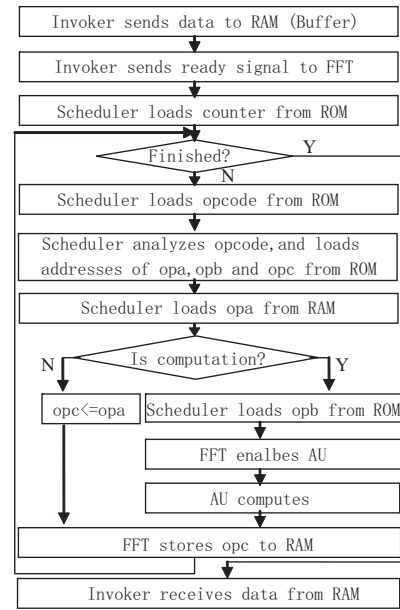 Invoker sends data to RAM (Buffer)
Invoker sends ready signal to FFT
Scheduler loads counter from ROM
Finished?
Y
N
Scheduler loads opcode from ROM
Scheduler analyzes opcode,and loads
addresses of opa,opb and opc from ROM
Scheduler loads opa from RAM
Is computation?
N
Y
opc<=opa
Scheduler loads opb from ROM
FFT enalbes AU
AU computes
FFT stores opc to RAM
Invoker receives data from RAM